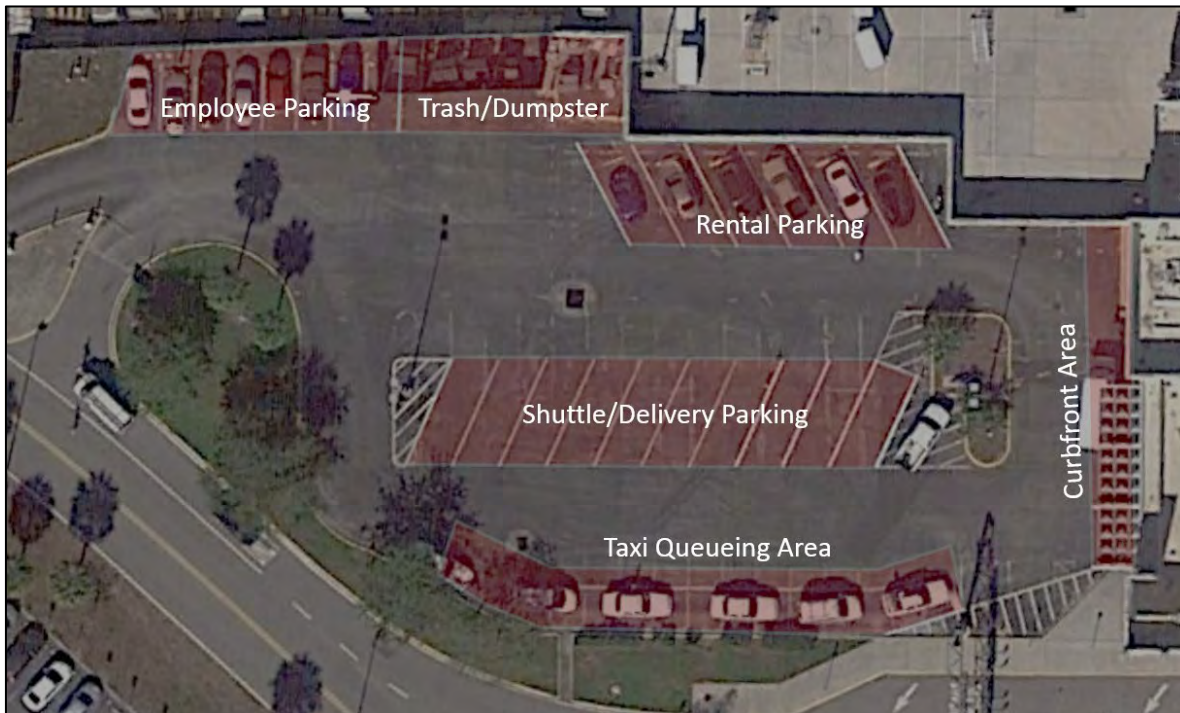 Employee Parking
Trash/Dumpster
Rental Parking
Curbfront Area
Shuttle/Delivery Parking
Taxi Queueing Area